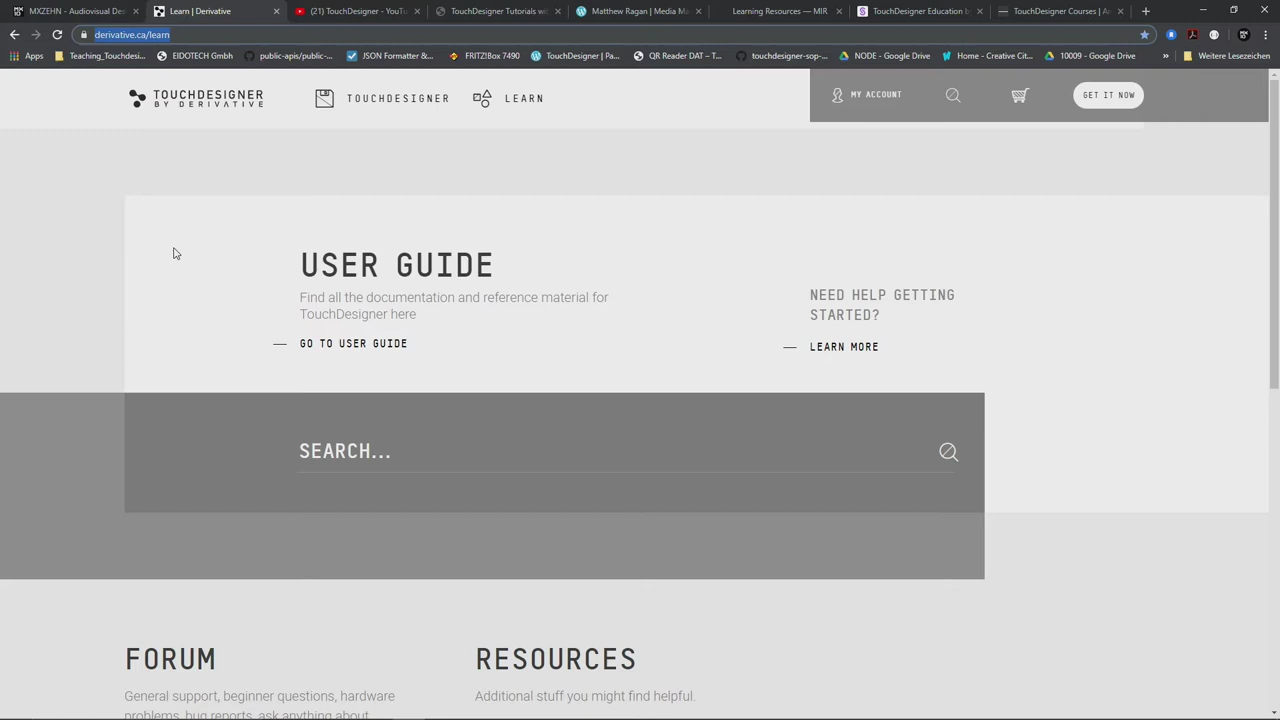 MXZEHN - Audiovisual De
Learn | Derivative
(21) TouchDesigner - YouTu
TouchDesigner Tutorials wit
Matthew Ragan | Media M
Learning Resources — MIR
TouchDesigner Education b
TouchDesigner Courses | A
derivative.ca/learn
Apps
Teaching_Touchdesi...
EIDOTECH Gmbh
public-apis/public-...
JSON Formatter &...
FRITZ!Box 7490
TouchDesigner | Pa...
QR Reader DAT – T...
touchdesigner-sop-...
NODE - Google Drive
Home - Creative Cit...
10009 - Google Drive
»
Weitere Lesezeichen
TOUCHDESIGNER
BY DERIVATIVE
TOUCHDESIGNER
LEARN
MY ACCOUNT
GET IT NOW
USER GUIDE
Find all the documentation and reference material for
TouchDesigner here
GO TO USER GUIDE
NEED HELP GETTING
STARTED?
LEARN MORE
SEARCH...
FORUM
General support, beginner questions, hardware
problems, bug reports, ask anything about
RESOURCES
Additional stuff you might find helpful.